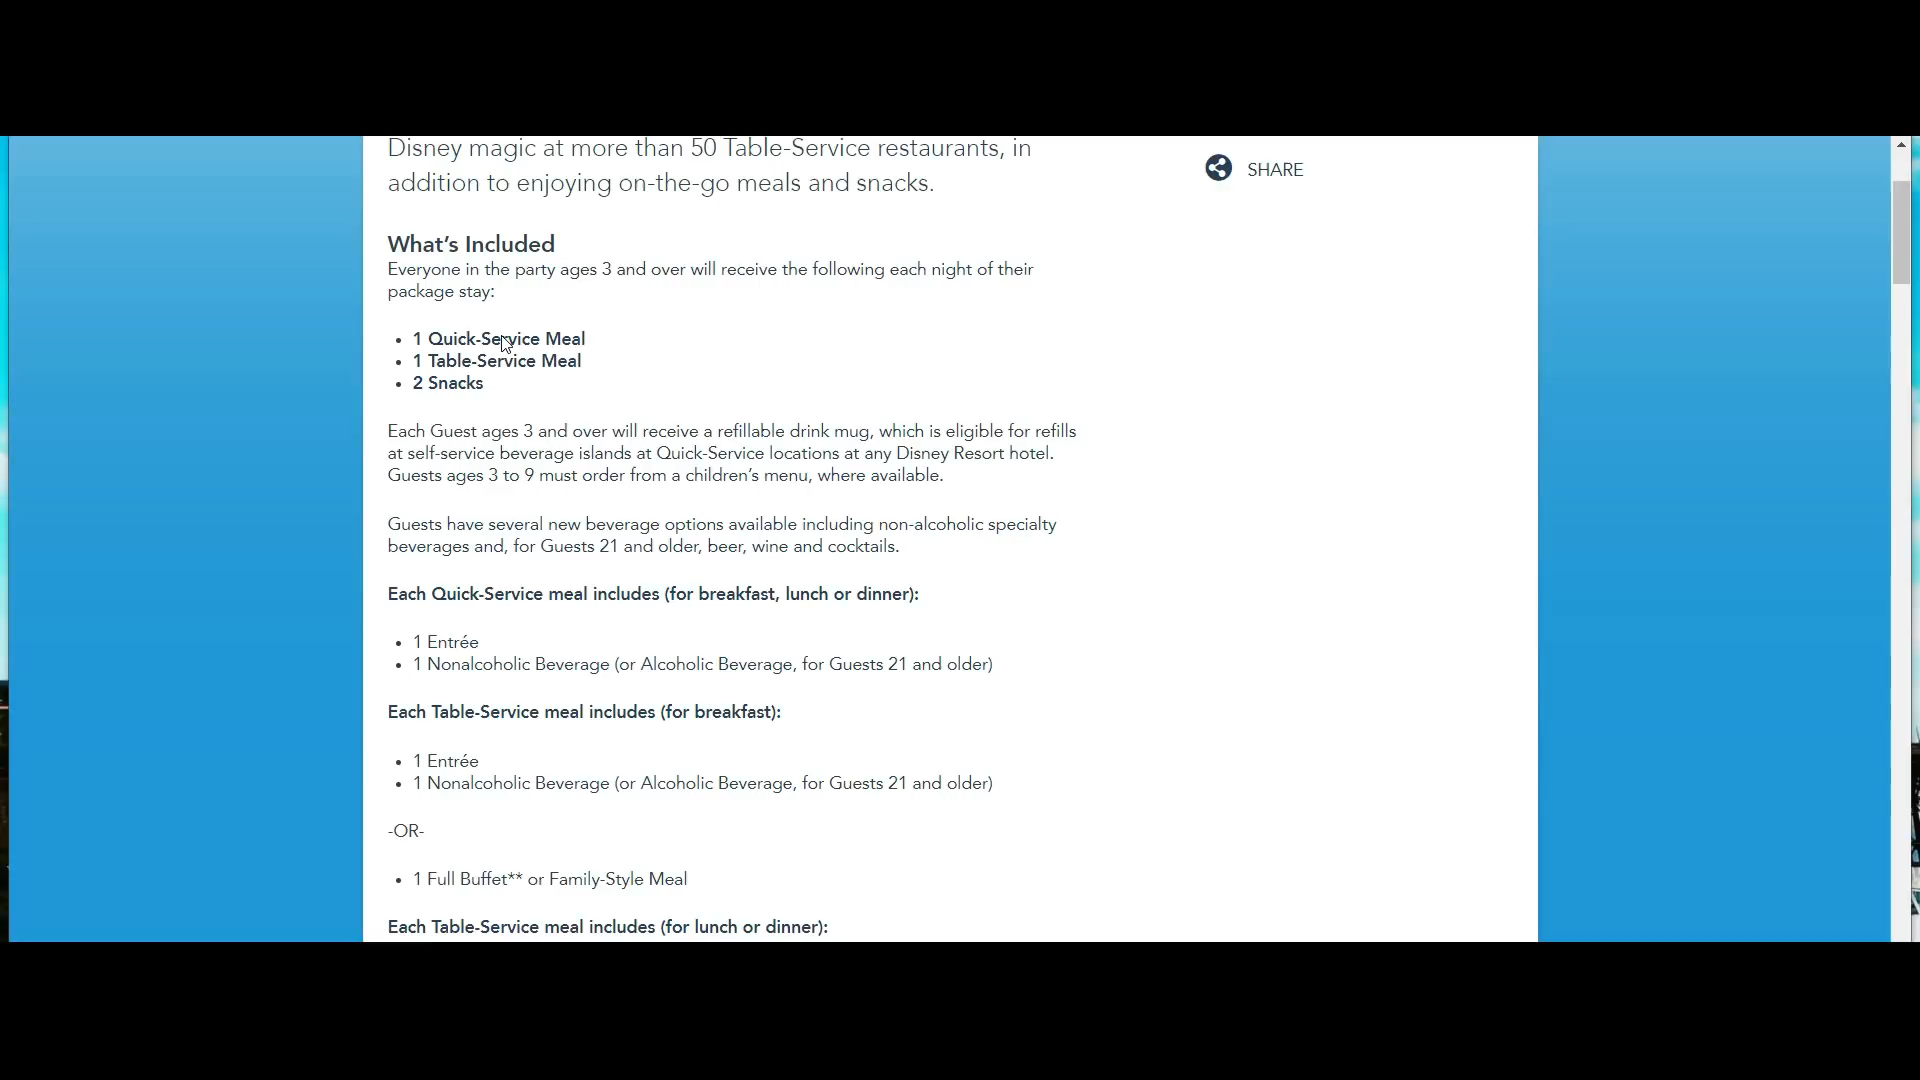 Disney magic at more than 50 Table-Service restaurants, in
addition to enjoying on-the-go meals and snacks.
SHARE
What's Included
Everyone in the party ages 3 and over will receive the following each night of their
package stay:
• 1 Quick-Service Meal
• 1 Table-Service Meal
• 2 Snacks
Each Guest ages 3 and over will receive a refillable drink mug, which is eligible for refills
at self-service beverage islands at Quick-Service locations at any Disney Resort hotel.
Guests ages 3 to 9 must order from a children's menu, where available.
Guests have several new beverage options available including non-alcoholic specialty
beverages and, for Guests 21 and older, beer, wine and cocktails.
Each Quick-Service meal includes (for breakfast, lunch or dinner):
• 1 Entrée
• 1 Nonalcoholic Beverage (or Alcoholic Beverage, for Guests 21 and older)
Each Table-Service meal includes (for breakfast):
• 1 Entrée
• 1 Nonalcoholic Beverage (or Alcoholic Beverage, for Guests 21 and older)
-OR-
• 1 Full Buffet** or Family-Style Meal
Each Table-Service meal includes (for lunch or dinner):